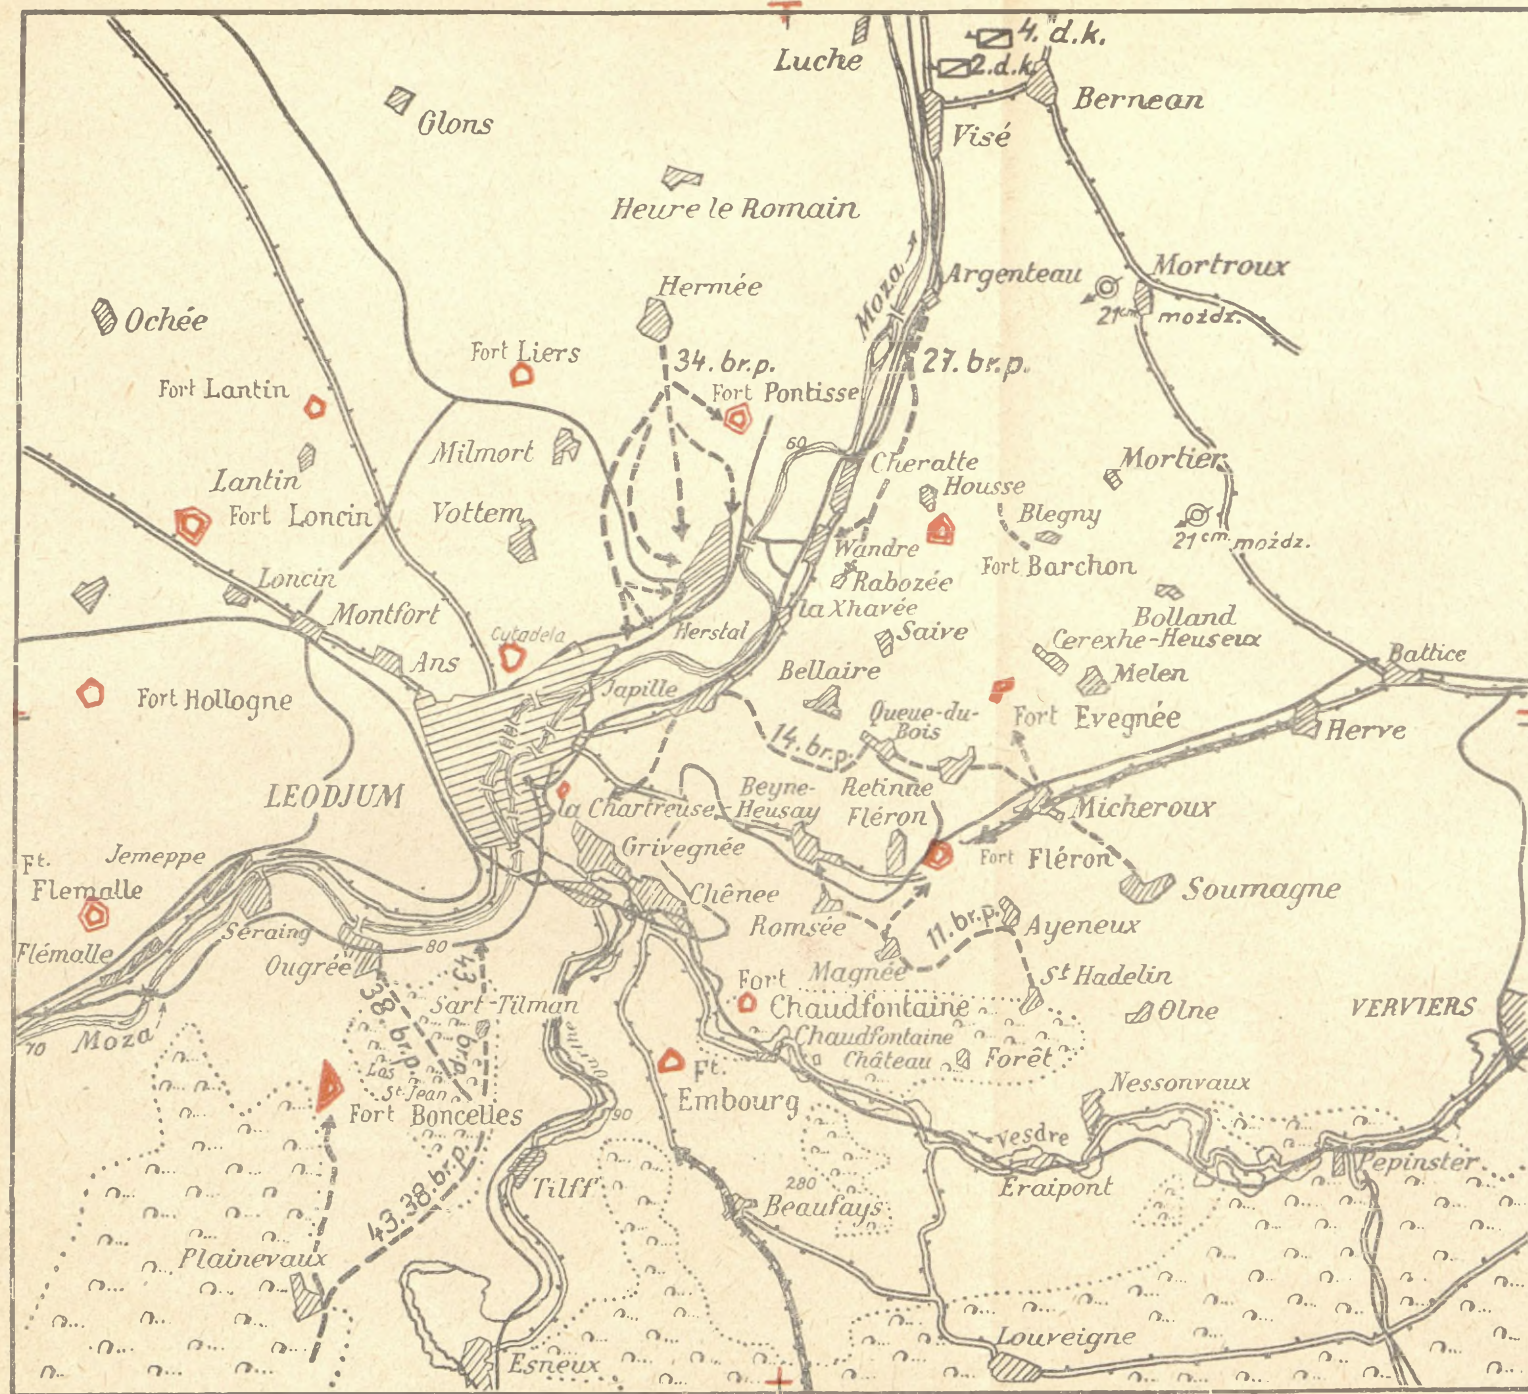 4. d.k.
Luche
2.d.k.
Bernean
Glons
Visé
Heure le Romain
Argenteau
Mortroux
Hermée
Moza
21cm moźdz.
Ochée
Fort Liers
34. br.p.
27. br.p.
Fort Lantin
Fort Pontisse
60
Milmort
Cheratte
Mortier
Lantin
Housse
Fort Loncin
Vottem
Blegny
21cm moździ.
Wandre
Fort Barchon
Loncin
Rabozée
la Xhavée
Bolland
Montfort
Cytadela
Herstal
Saive
Cerexhe-Heuseux
Ans
Bellaire
Melen
Battice
Fort Hollogne
Japille
Queue-du-
Bois
Fort Evegnée
Herve
14. br.p.
LEODJUM
la Chartreuse
Beyne-
Heusay
Retinne
Fléron
Micheroux
Jemeppe
Grivegnée
Fort Fléron
Ft.
Flemalle
Chênee
Soumagne
Séraing
Romsée
11. br.p.
Ayeneux
Flémalle
Ougrée
80
43. br.p.
38 br.p.
Magnée
St Hadelin
Sart-Tilman
Fort
Chaudfontaine
Olne
VERVIERS
70
Moza
Ourthe
Chaudfontaine
Château
Forêt
Las
St Jean
Ft.
Embourg
Nessonvaux
Fort Boncelles
90
Vesdre
43.38. br.p.
Tilff
280
Eraipont
Pepinster
Beaufays
Plainevaux
Louveigne
Esneux